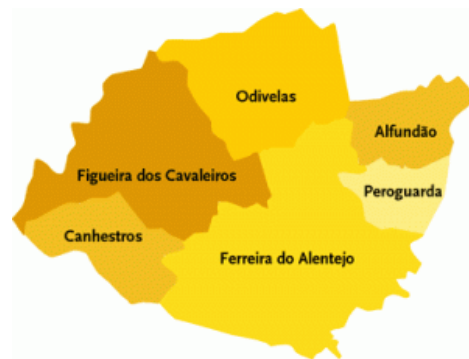 Odivelas
Alfundão
Figueira dos Cavaleiros
Peroguarda
Canhestros
Ferreira do Alentejo